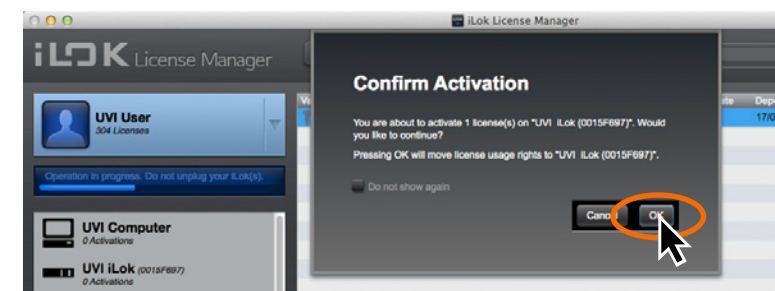 iLok License Manager
iLOK License Manager
UVI User
304 Licenses
Operation in progress. Do not unplug your iLok(s).
UVI Computer
0 Activations
UVI iLok (0015F697)
0 Activations
Confirm Activation
You are about to activate 1 license(s) on "UVI iLok (0015F697)". Would
you like to continue?
Pressing OK will move license usage rights to "UVI iLok (0015F697)".
Do not show again
Cancel
OK
Depo
17/0